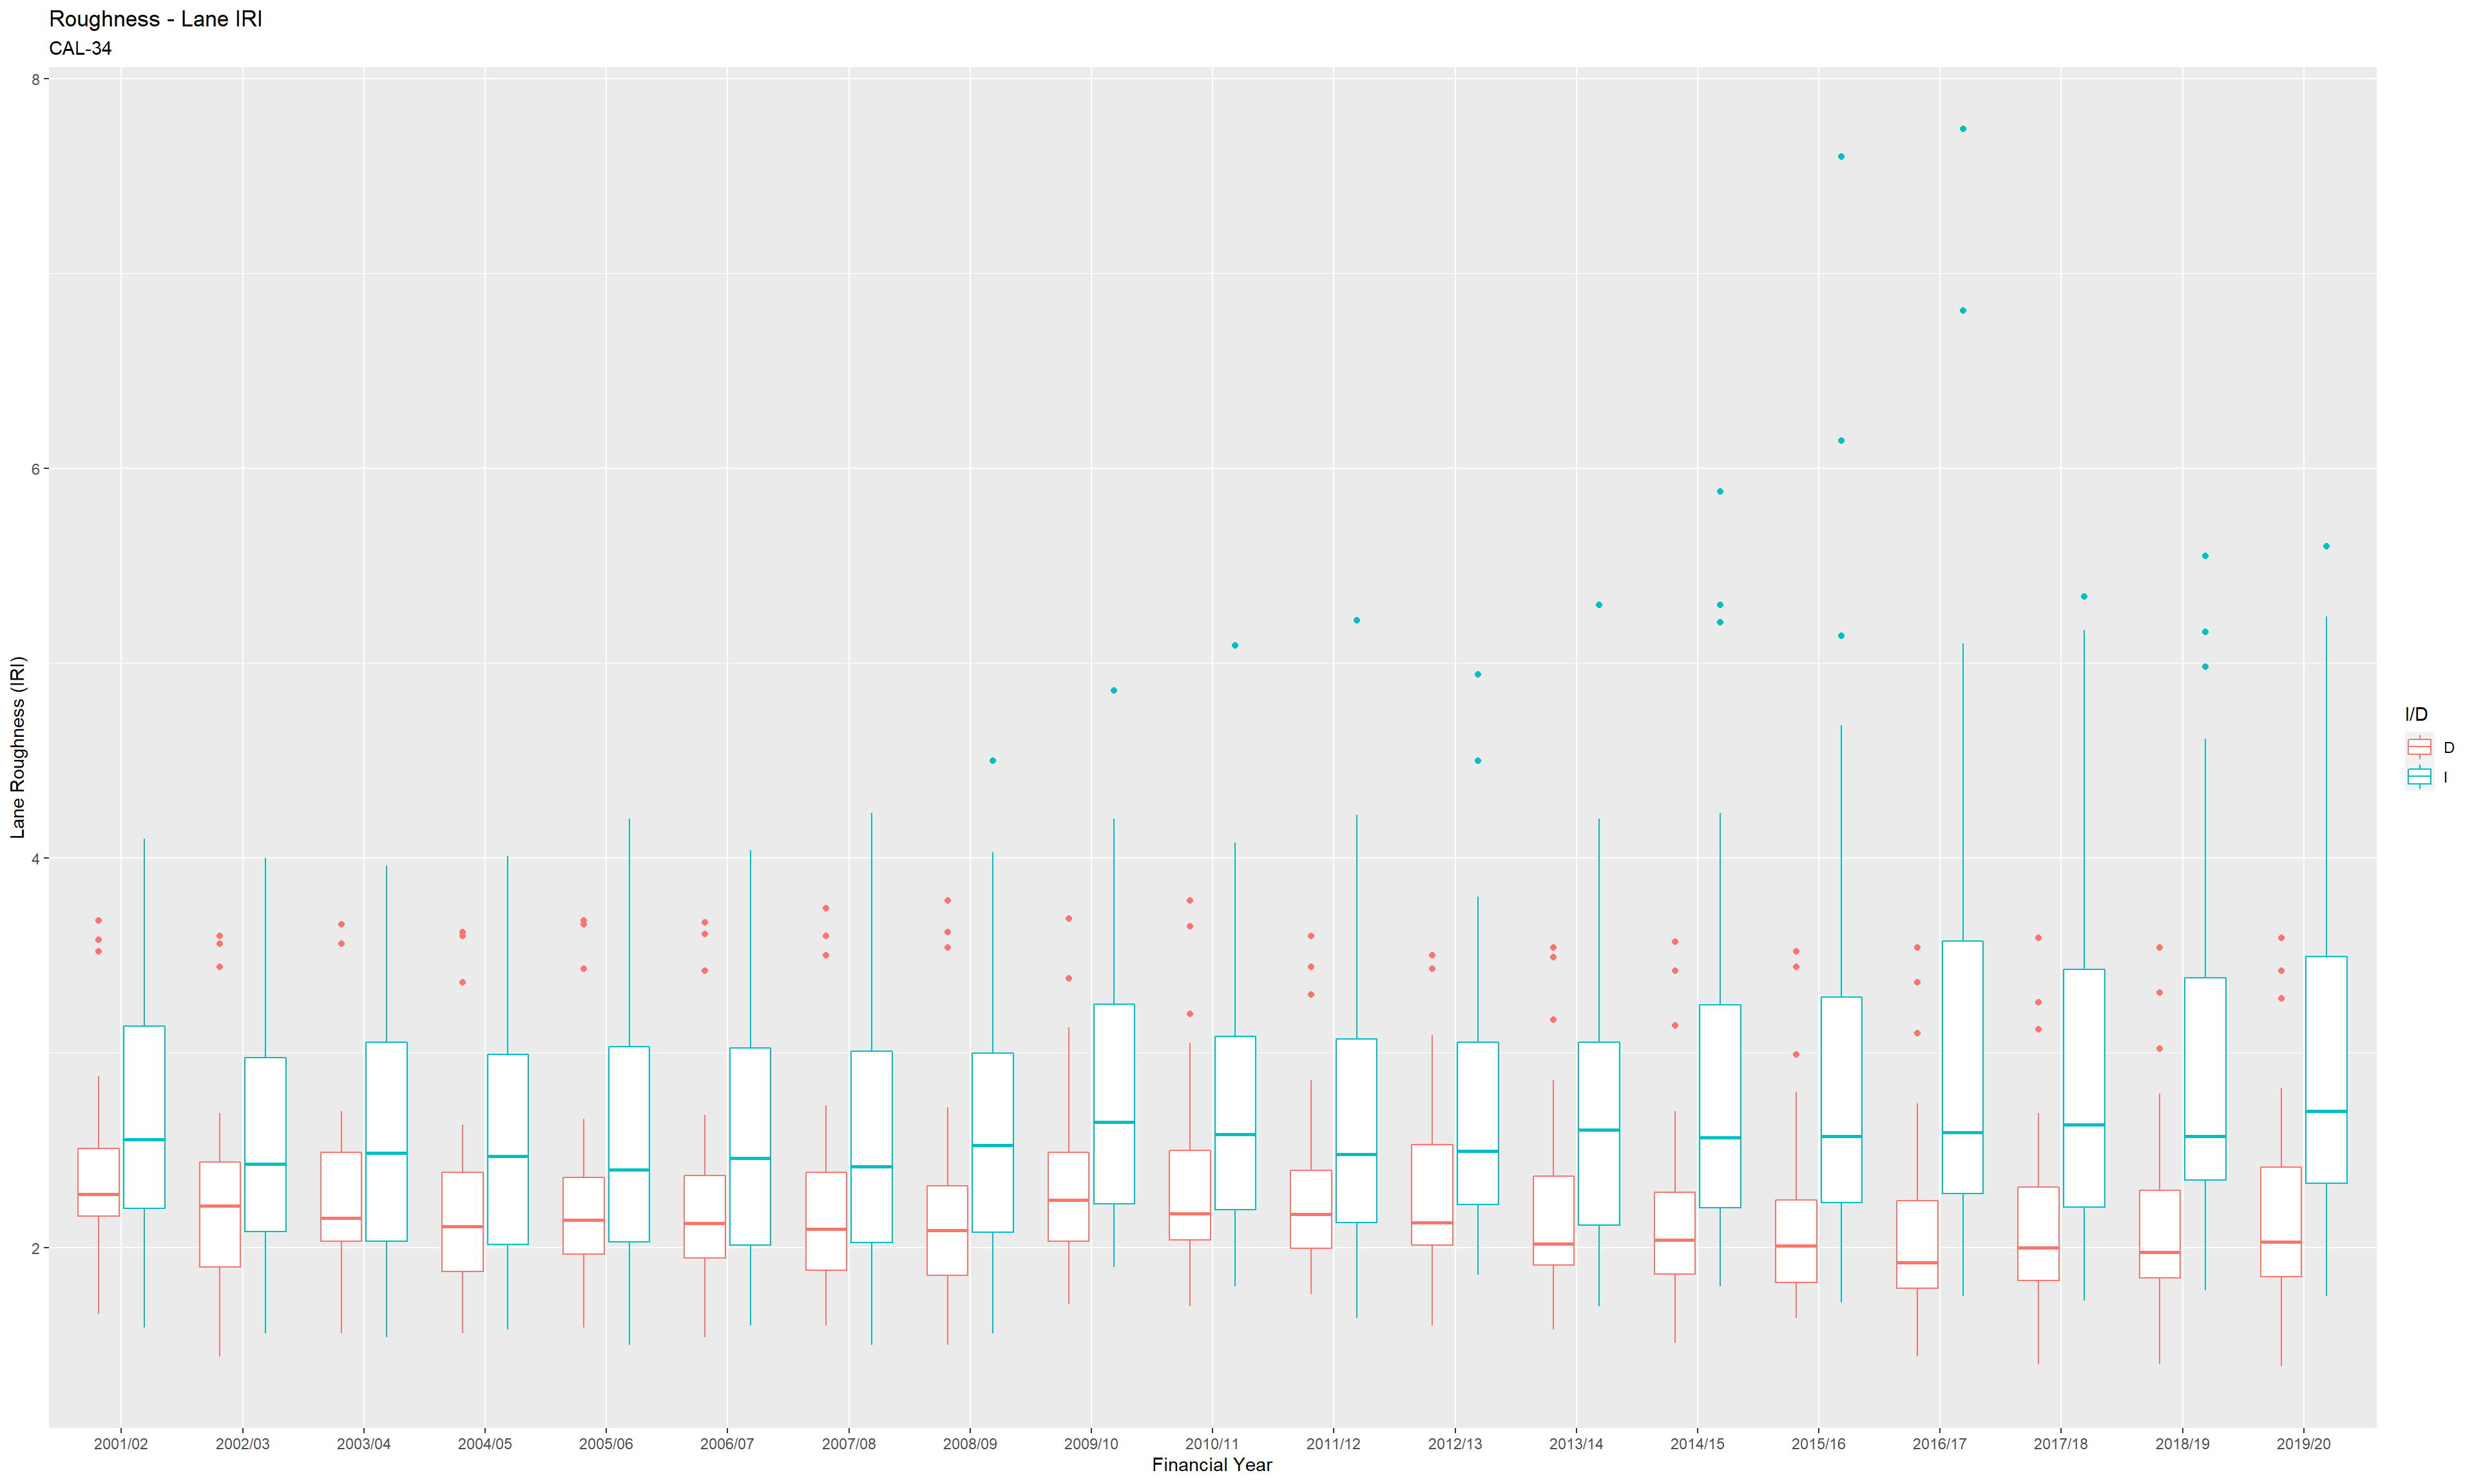 Roughness - Lane IRI
CAL-34
8
6
4
2
Lane Roughness (IRI)
2001/02 2002/03 2003/04 2004/05 2005/06 2006/07 2007/08 2008/09 2009/10 2010/11 2011/12 2012/13 2013/14 2014/15 2015/16 2016/17 2017/18 2018/19 2019/20
Financial Year
I/D
D
I